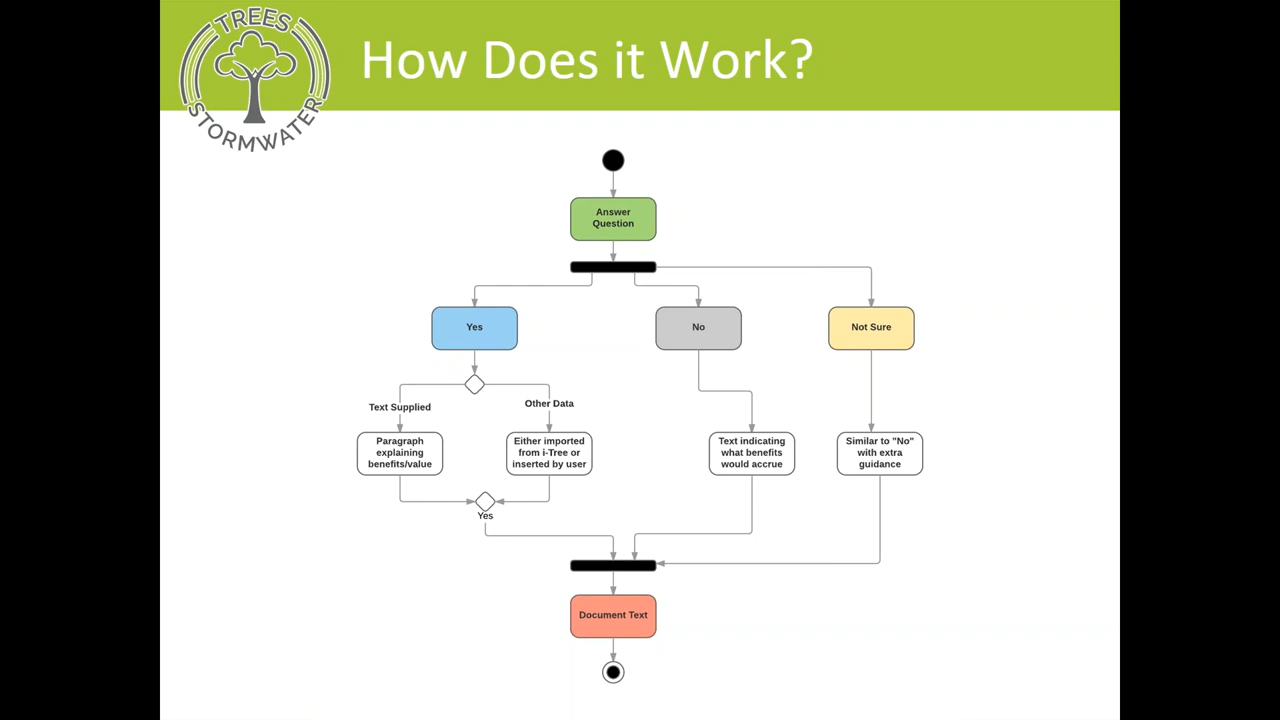 TREES
STORMWATER
How Does it Work?
Answer
Question
Yes
No
Not Sure
Text Supplied
Other Data
Paragraph
explaining
benefits/value
Either imported
from i-Tree or
inserted by user
Text indicating
what benefits
would accrue
Similar to "No"
with extra
guidance
Yes
Document Text